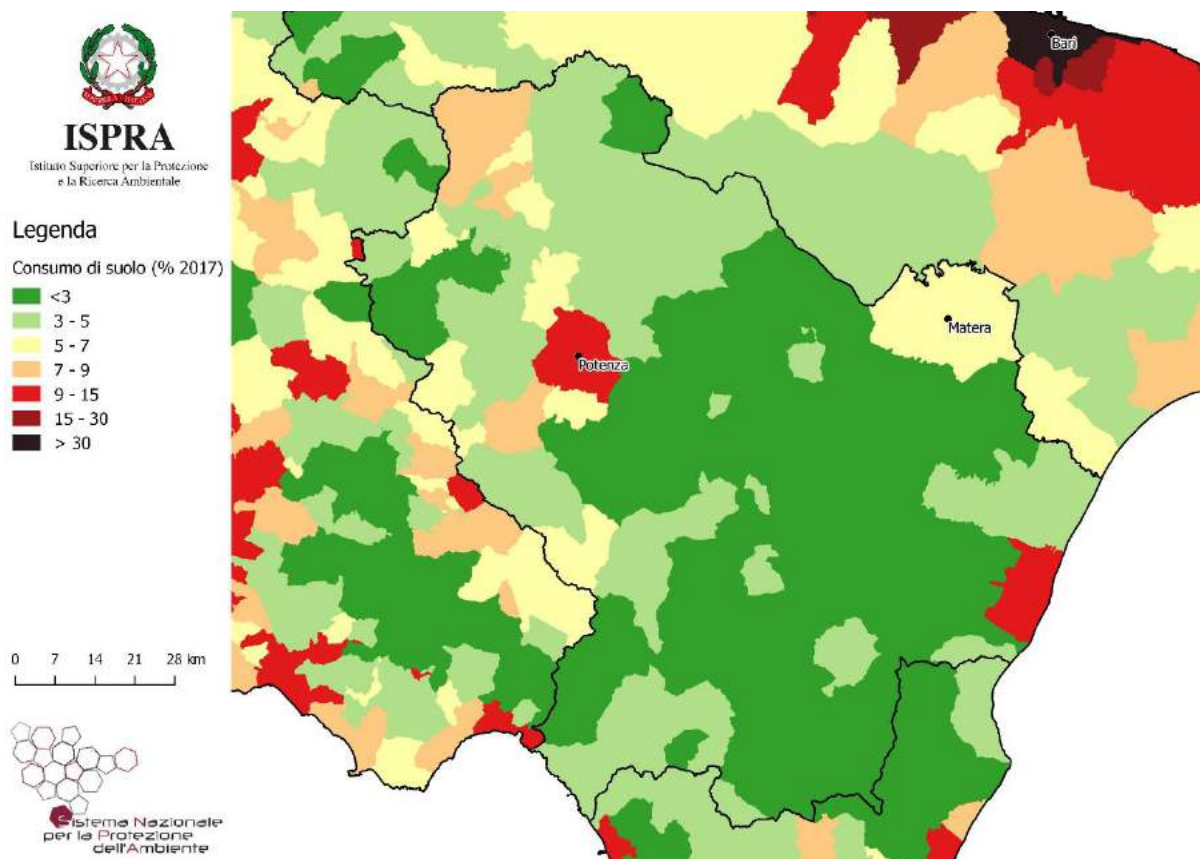 ISPRA
Istituto Superiore per la Protezione
e la Ricerca Ambientale
Legenda
Consumo di suolo (% 2017)
<3
3 - 5
5 - 7
7 - 9
9 - 15
15 - 30
> 30
0 7 14 21 28 km
Sistema Nazionale
per la Protezione
dell'Ambiente
Bari
Matera
Potenza